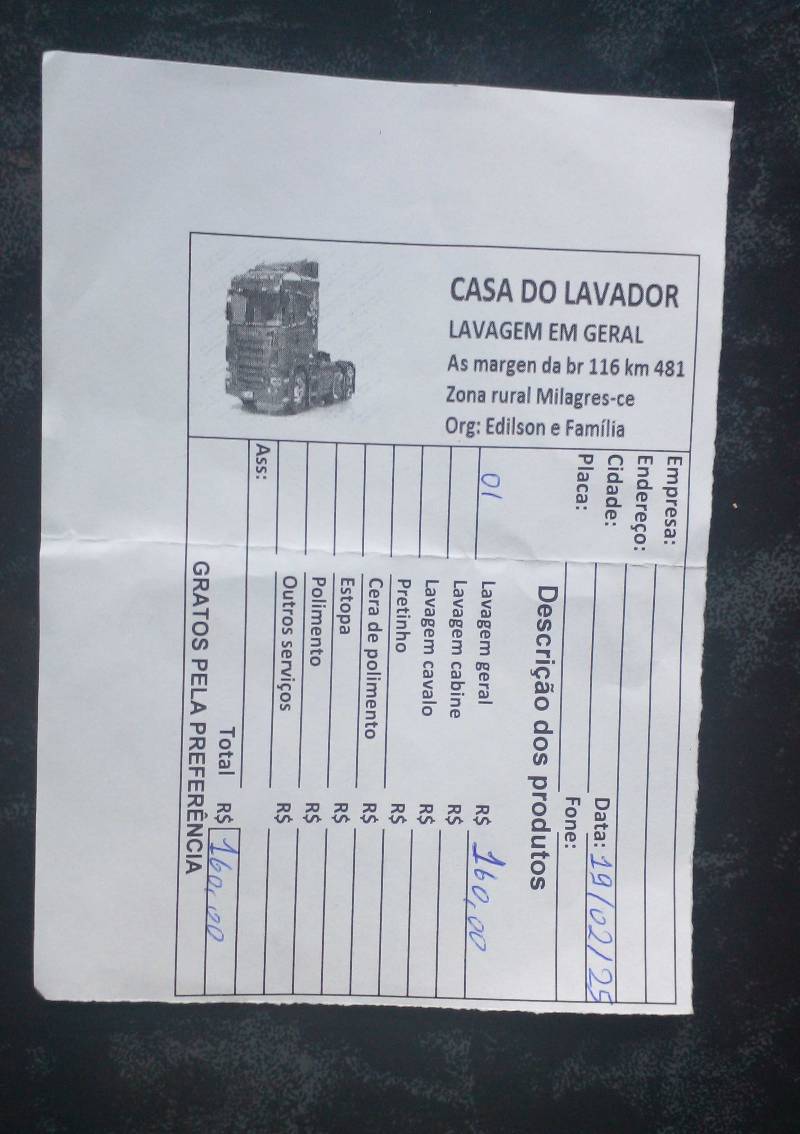 CASA DO LAVADOR
LAVAGEM EM GERAL
As margen da br 116 km 481
Zona rural Milagres-ce
Org: Edilson e Família
Empresa:
Endereço:
Cidade: Data: 19/02/25
Placa: Fone:
Descrição dos produtos
01 Lavagem geral R$ 160,00
Lavagem cabine R$
Lavagem cavalo R$
Pretinho R$
Cera de polimento R$
Estopa R$
Polimento R$
Outros serviços R$
Ass:
Total R$ 160,00
GRATOS PELA PREFERÊNCIA